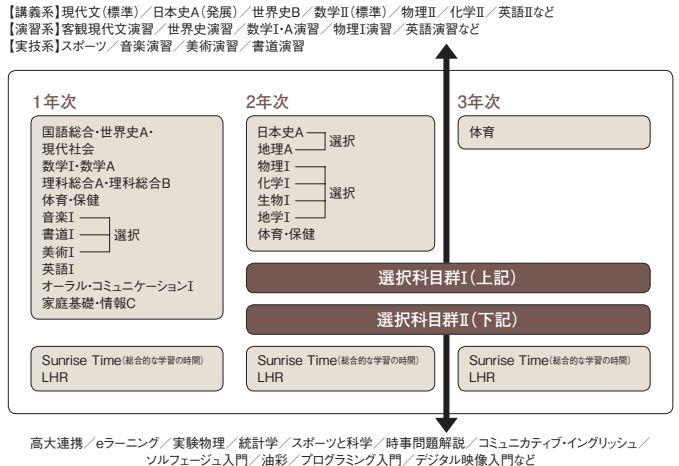 【講義系】現代文(標準)／日本史A(発展)／世界史B／数学Ⅱ(標準)／物理Ⅱ／化学Ⅱ／英語Ⅱなど
【演習系】客観現代文演習／世界史演習／数学Ⅰ・A演習／物理Ⅰ演習／英語演習など
【実技系】スポーツ／音楽演習／美術演習／書道演習
1年次
国語総合・世界史A・
現代社会
数学Ⅰ・数学A
理科総合A・理科総合B
体育・保健
音楽Ⅰ
書道Ⅰ 選択
美術Ⅰ
英語Ⅰ
オーラル・コミュニケーションⅠ
家庭基礎・情報C
2年次
日本史A
選択
地理A
物理Ⅰ
化学Ⅰ
選択
生物Ⅰ
地学Ⅰ
体育・保健
3年次
体育
選択科目群Ⅰ(上記)
選択科目群Ⅱ(下記)
Sunrise Time(総合的な学習の時間)
LHR
Sunrise Time(総合的な学習の時間)
LHR
Sunrise Time(総合的な学習の時間)
LHR
高大連携／eラーニング／実験物理／統計学／スポーツと科学／時事問題解説／コミュニカティブ・イングリッシュ／
ソルフェージュ入門／油彩／プログラミング入門／デジタル映像入門など